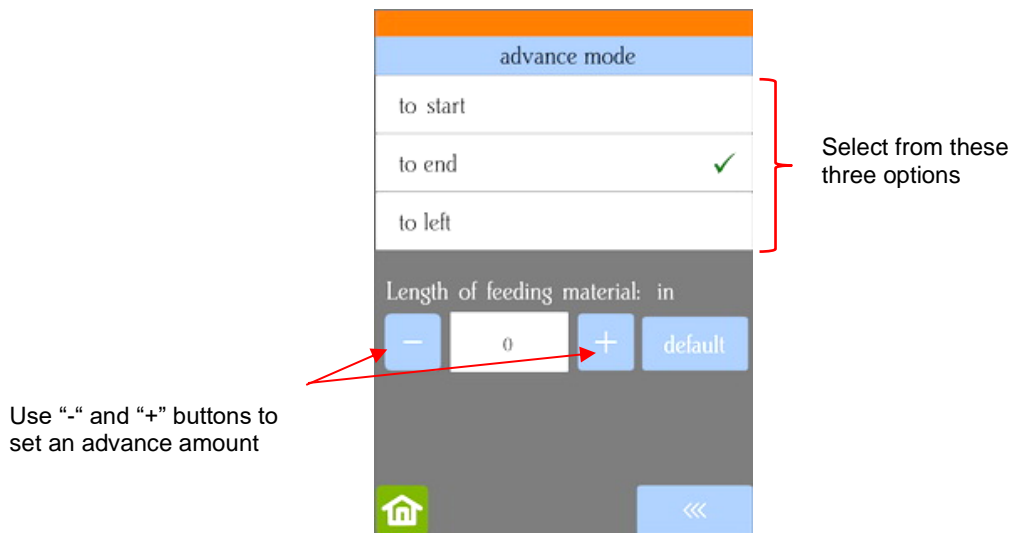 advance mode
to start
to end
Select from these
three options
to left
Length of feeding material: in
− 0 + default
Use “-“ and “+” buttons to
set an advance amount
<<<